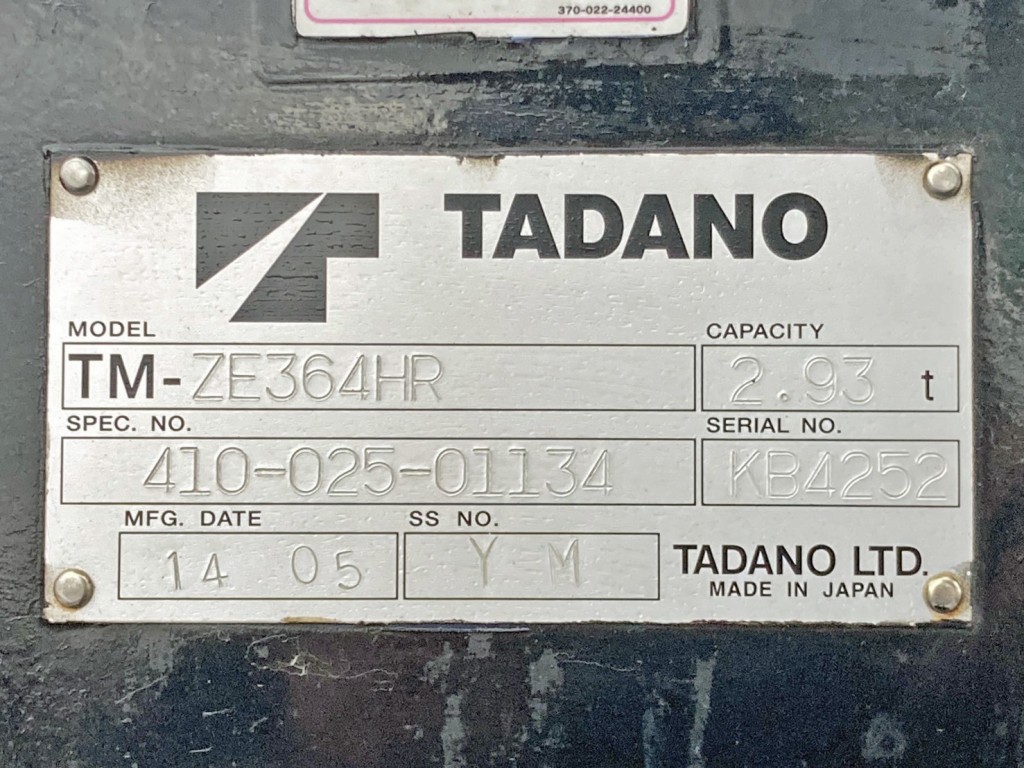 370-022-24400
TADANO
MODEL
CAPACITY
TM-ZE364HR
2.93 t
SPEC. NO.
SERIAL NO.
410-025-01134
KB4252
MFG. DATE
SS NO.
14 05
Y M
TADANO LTD.
MADE IN JAPAN